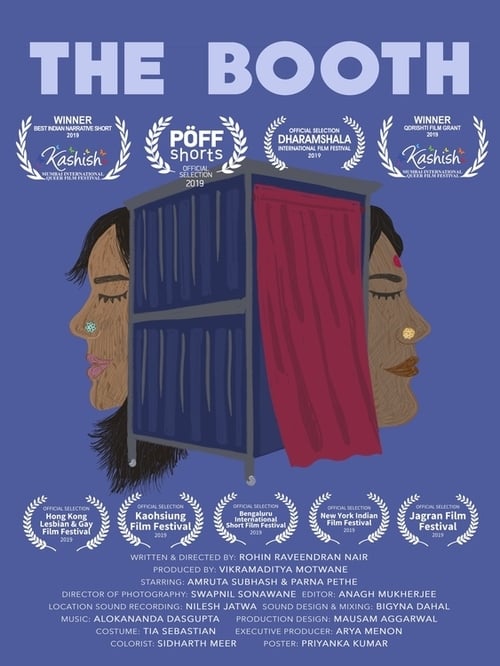 THE BOOTH
WINNER
BEST INDIAN NARRATIVE SHORT
2019
Kashish
MUMBAI INTERNATIONAL
QUEER FILM FESTIVAL
PÖFF
shorts
OFFICIAL
SELECTION
2019
OFFICIAL SELECTION
DHARAMSHALA
INTERNATIONAL FILM FESTIVAL
2019
WINNER
QDRISHTI FILM GRANT
2019
Kashish
MUMBAI INTERNATIONAL
QUEER FILM FESTIVAL
OFFICIAL SELECTION
Hong Kong
Lesbian & Gay
Film Festival
2019
OFFICIAL SELECTION
Kaohsiung
Film Festival
2019
OFFICIAL SELECTION
Bengaluru
International
Short Film Festival
2019
OFFICIAL SELECTION
New York Indian
Film Festival
2019
OFFICIAL SELECTION
Jagran Film
Festival
2019
WRITTEN & DIRECTED BY: ROHIN RAVEENDRAN NAIR
PRODUCED BY: VIKRAMADITYA MOTWANE
STARRING: AMRUTA SUBHASH & PARNA PETHE
DIRECTOR OF PHOTOGRAPHY: SWAPNIL SONAWANE EDITOR: ANAGH MUKHERJEE
LOCATION SOUND RECORDING: NILESH JATWA SOUND DESIGN & MIXING: BIGYNA DAHAL
MUSIC: ALOKANANDA DASGUPTA PRODUCTION DESIGN: MAUSAM AGGARWAL
COSTUME: TIA SEBASTIAN EXECUTIVE PRODUCER: ARYA MENON
COLORIST: SIDHARTH MEER POSTER: PRIYANKA KUMAR